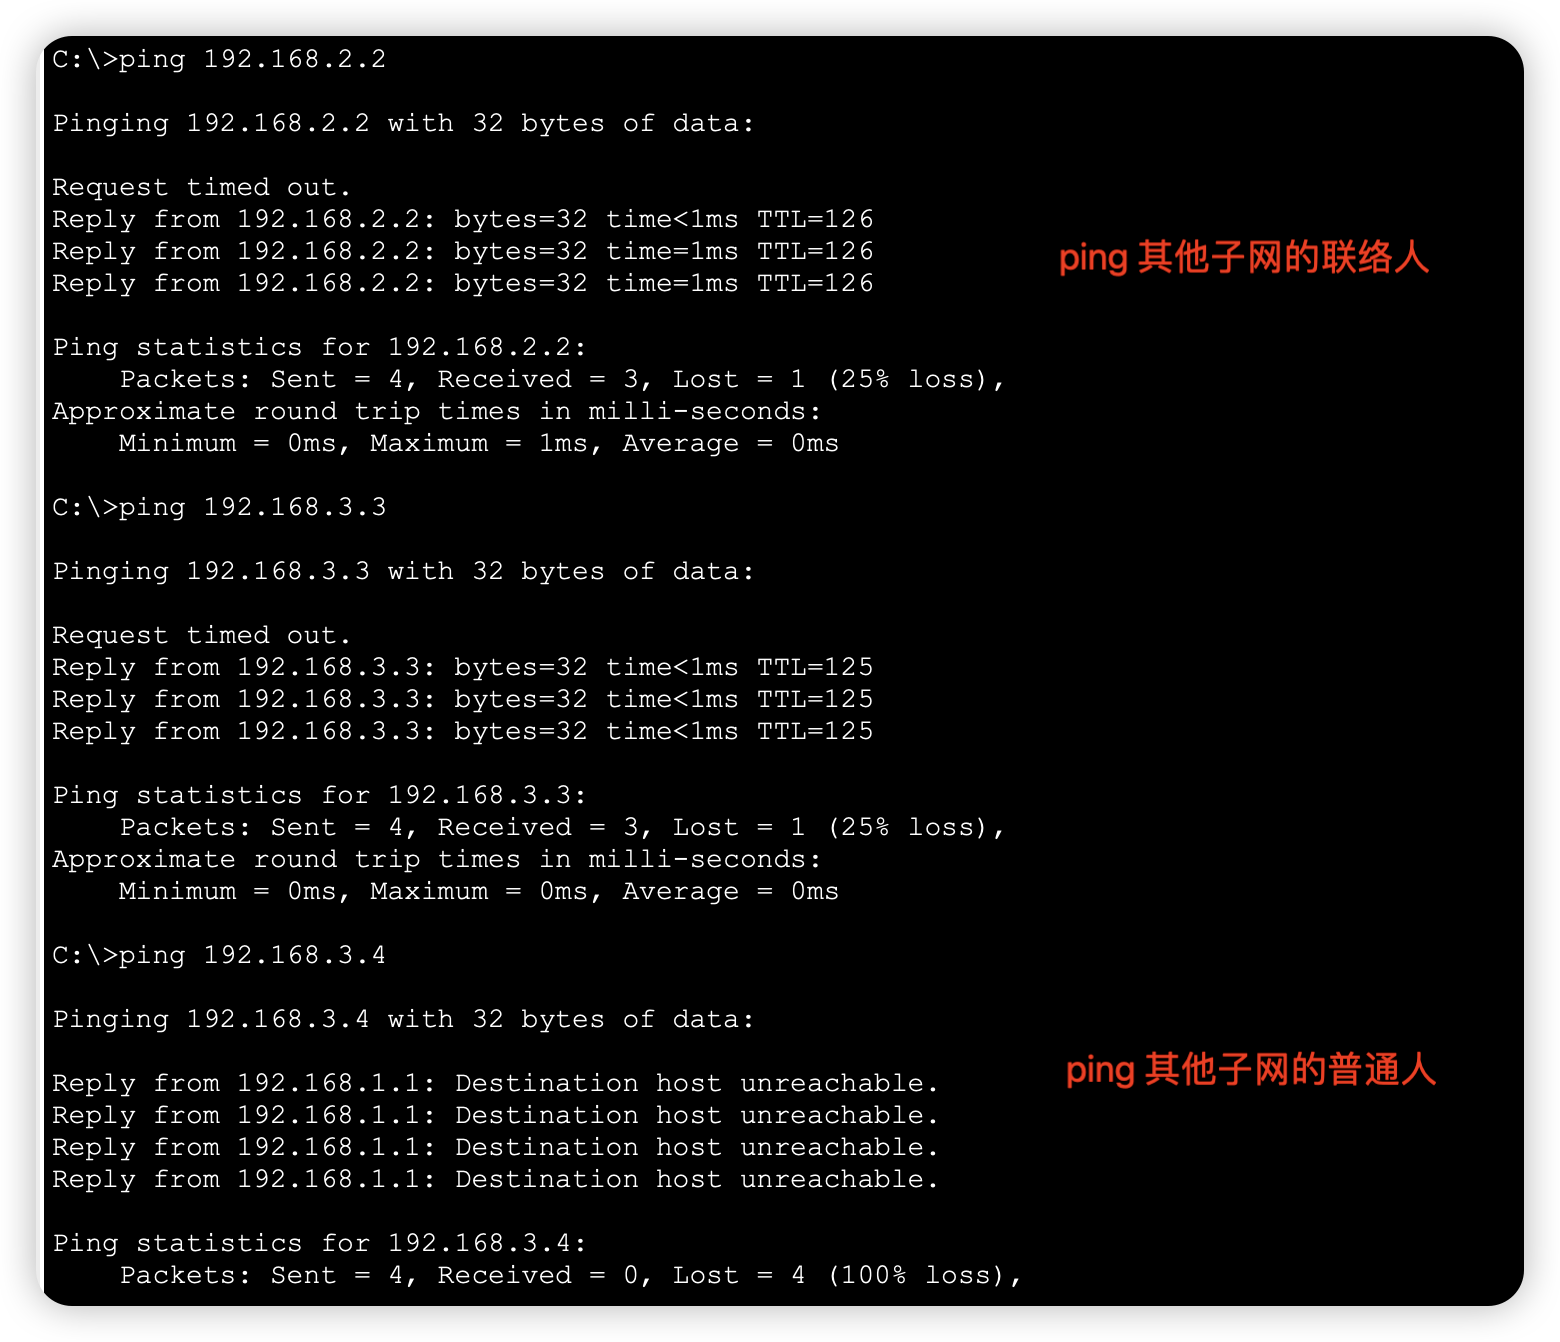 C:\>ping 192.168.2.2
Pinging 192.168.2.2 with 32 bytes of data:
Request timed out.
Reply from 192.168.2.2: bytes=32 time<1ms TTL=126
Reply from 192.168.2.2: bytes=32 time=1ms TTL=126
ping 其他子网的联络人
Reply from 192.168.2.2: bytes=32 time=1ms TTL=126
Ping statistics for 192.168.2.2:
    Packets: Sent = 4, Received = 3, Lost = 1 (25% loss),
Approximate round trip times in milli-seconds:
    Minimum = 0ms, Maximum = 1ms, Average = 0ms
C:\>ping 192.168.3.3
Pinging 192.168.3.3 with 32 bytes of data:
Request timed out.
Reply from 192.168.3.3: bytes=32 time<1ms TTL=125
Reply from 192.168.3.3: bytes=32 time<1ms TTL=125
Reply from 192.168.3.3: bytes=32 time<1ms TTL=125
Ping statistics for 192.168.3.3:
    Packets: Sent = 4, Received = 3, Lost = 1 (25% loss),
Approximate round trip times in milli-seconds:
    Minimum = 0ms, Maximum = 0ms, Average = 0ms
C:\>ping 192.168.3.4
Pinging 192.168.3.4 with 32 bytes of data:
ping 其他子网的普通人
Reply from 192.168.1.1: Destination host unreachable.
Reply from 192.168.1.1: Destination host unreachable.
Reply from 192.168.1.1: Destination host unreachable.
Reply from 192.168.1.1: Destination host unreachable.
Ping statistics for 192.168.3.4:
    Packets: Sent = 4, Received = 0, Lost = 4 (100% loss),